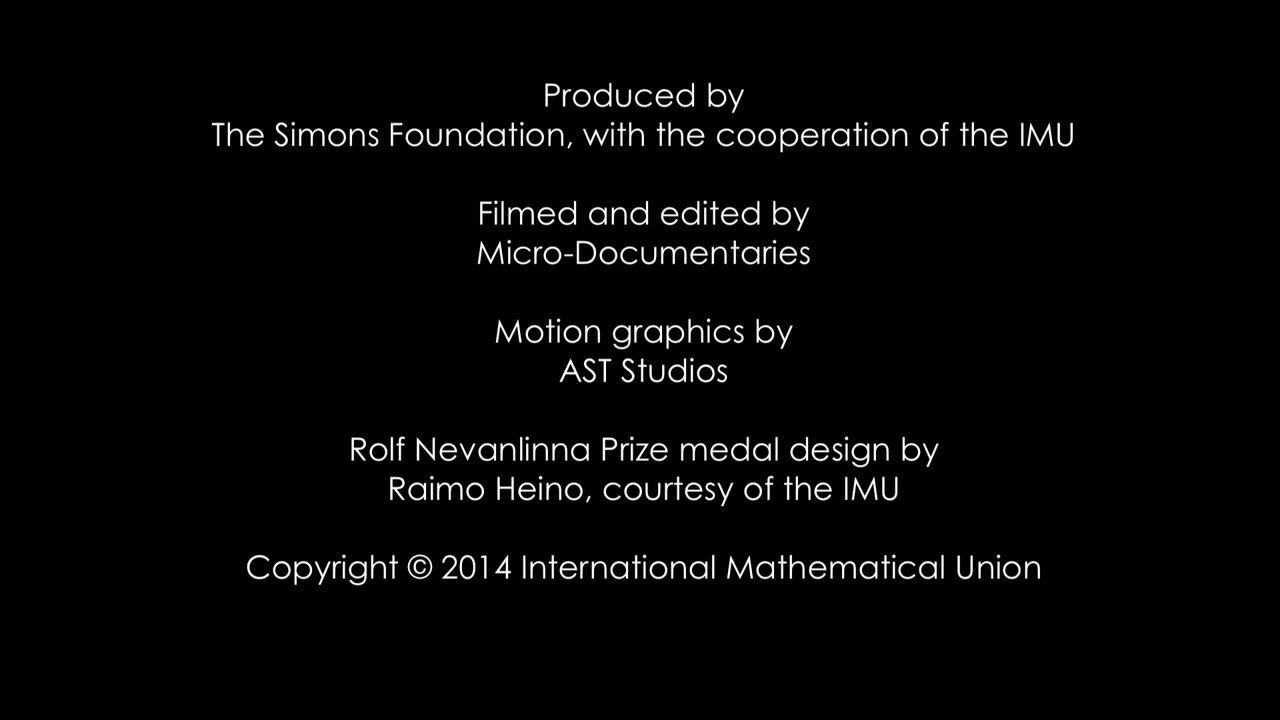 Produced by
The Simons Foundation, with the cooperation of the IMU
Filmed and edited by
Micro-Documentaries
Motion graphics by
AST Studios
Rolf Nevanlinna Prize medal design by
Raimo Heino, courtesy of the IMU
Copyright © 2014 International Mathematical Union